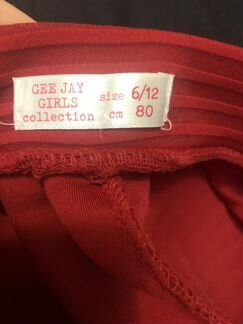 GEE JAY
GIRLS
collection
size 6/12
cm 80